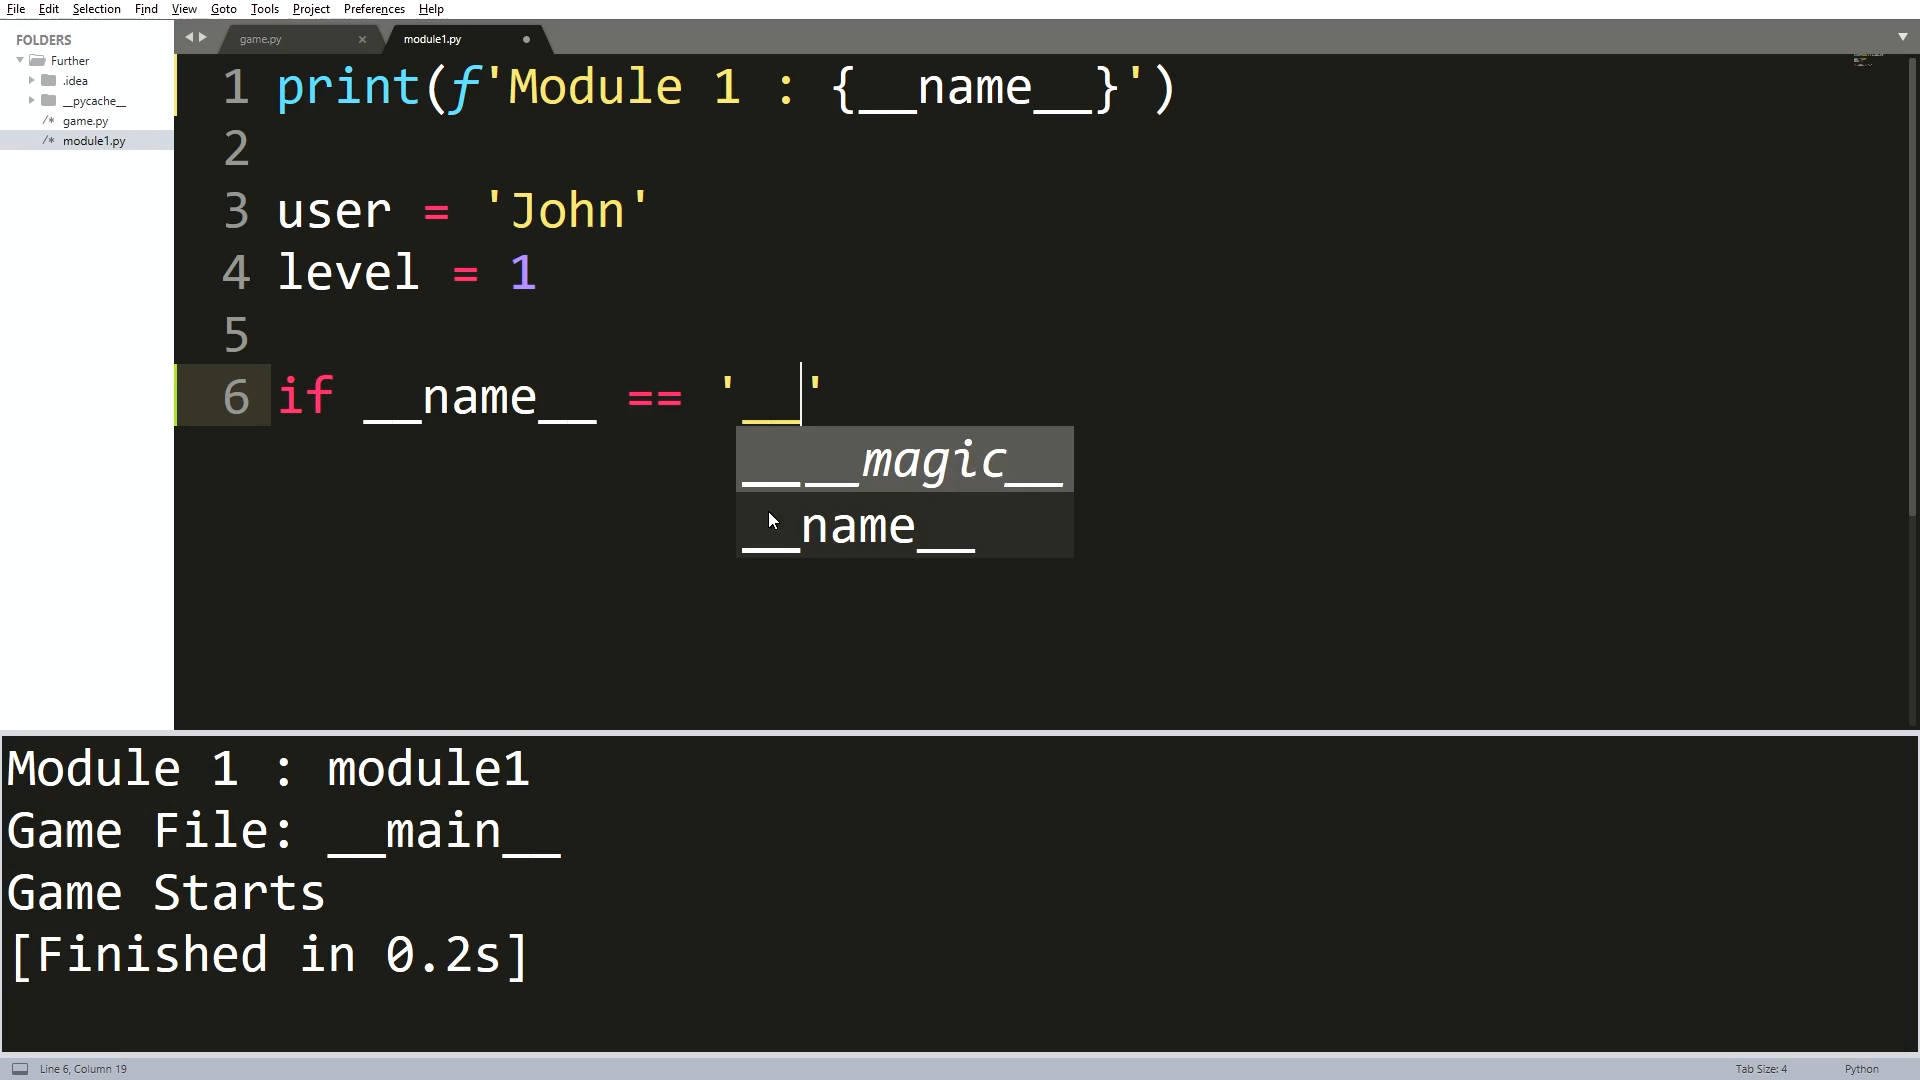 File Edit Selection Find View Goto Tools Project Preferences Help
FOLDERS
Further
.idea
__pycache__
/* game.py
/* module1.py
game.py × module1.py
1 print(f'Module 1 : {__name__}')
2
3 user = 'John'
4 level = 1
5
6 if __name__ == '__'
____magic__
__name__
Module 1 : module1
Game File: __main__
Game Starts
[Finished in 0.2s]
Line 6, Column 19 Tab Size: 4 Python